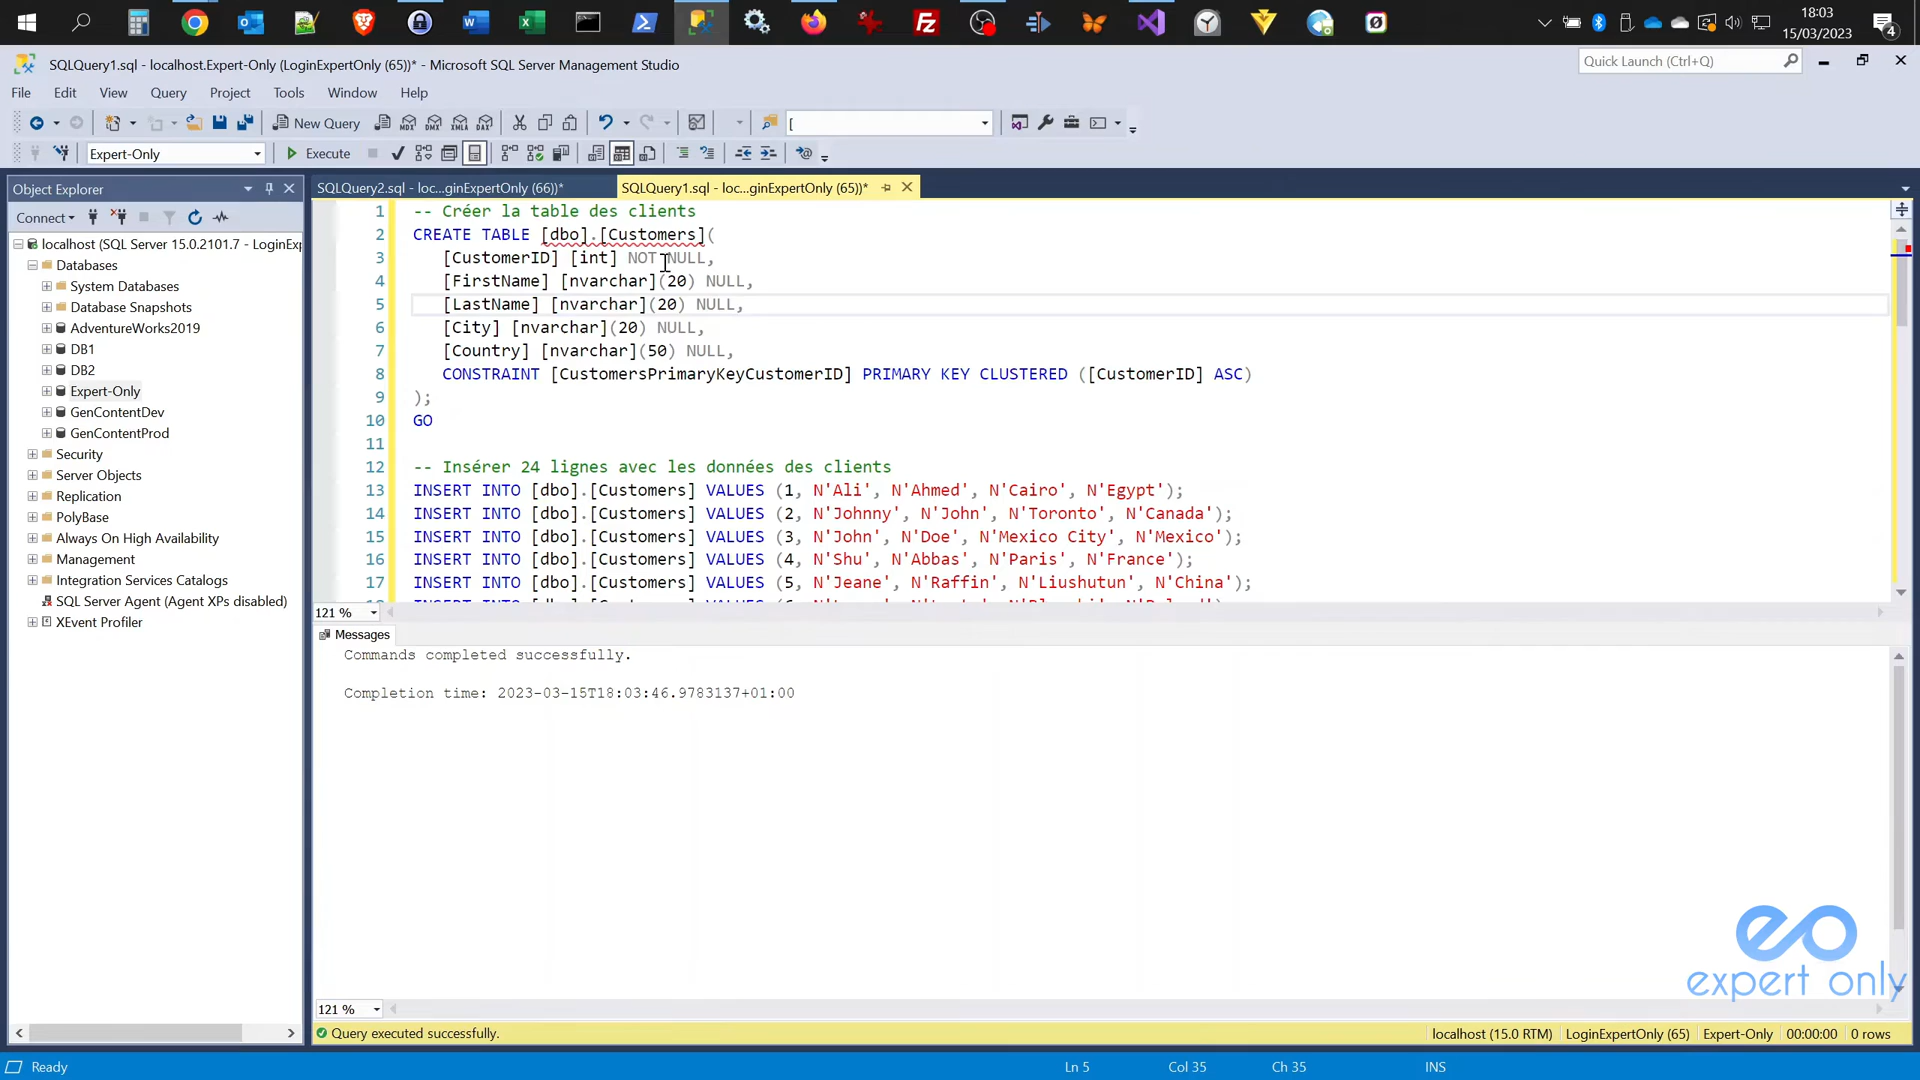 18:03
15/03/2023
4
SQLQuery1.sql - localhost.Expert-Only (LoginExpertOnly (65))* - Microsoft SQL Server Management Studio
Quick Launch (Ctrl+Q)
File Edit View Query Project Tools Window Help
New Query
[
Expert-Only
Execute
Object Explorer
SQLQuery2.sql - loc...ginExpertOnly (66))*
SQLQuery1.sql - loc...ginExpertOnly (65))*
Connect
localhost (SQL Server 15.0.2101.7 - LoginExp
Databases
System Databases
Database Snapshots
AdventureWorks2019
DB1
DB2
Expert-Only
GenContentDev
GenContentProd
Security
Server Objects
Replication
PolyBase
Always On High Availability
Management
Integration Services Catalogs
SQL Server Agent (Agent XPs disabled)
XEvent Profiler
1 -- Créer la table des clients
2 CREATE TABLE [dbo].[Customers](
3 [CustomerID] [int] NOT NULL,
4 [FirstName] [nvarchar](20) NULL,
5 [LastName] [nvarchar](20) NULL,
6 [City] [nvarchar](20) NULL,
7 [Country] [nvarchar](50) NULL,
8 CONSTRAINT [CustomersPrimaryKeyCustomerID] PRIMARY KEY CLUSTERED ([CustomerID] ASC)
9 );
10 GO
11
12 -- Insérer 24 lignes avec les données des clients
13 INSERT INTO [dbo].[Customers] VALUES (1, N'Ali', N'Ahmed', N'Cairo', N'Egypt');
14 INSERT INTO [dbo].[Customers] VALUES (2, N'Johnny', N'John', N'Toronto', N'Canada');
15 INSERT INTO [dbo].[Customers] VALUES (3, N'John', N'Doe', N'Mexico City', N'Mexico');
16 INSERT INTO [dbo].[Customers] VALUES (4, N'Shu', N'Abbas', N'Paris', N'France');
17 INSERT INTO [dbo].[Customers] VALUES (5, N'Jeane', N'Raffin', N'Liushutun', N'China');
121 %
Messages
Commands completed successfully.
Completion time: 2023-03-15T18:03:46.9783137+01:00
expert only
121 %
Query executed successfully.
localhost (15.0 RTM) LoginExpertOnly (65) Expert-Only 00:00:00 0 rows
Ready
Ln 5 Col 35 Ch 35 INS